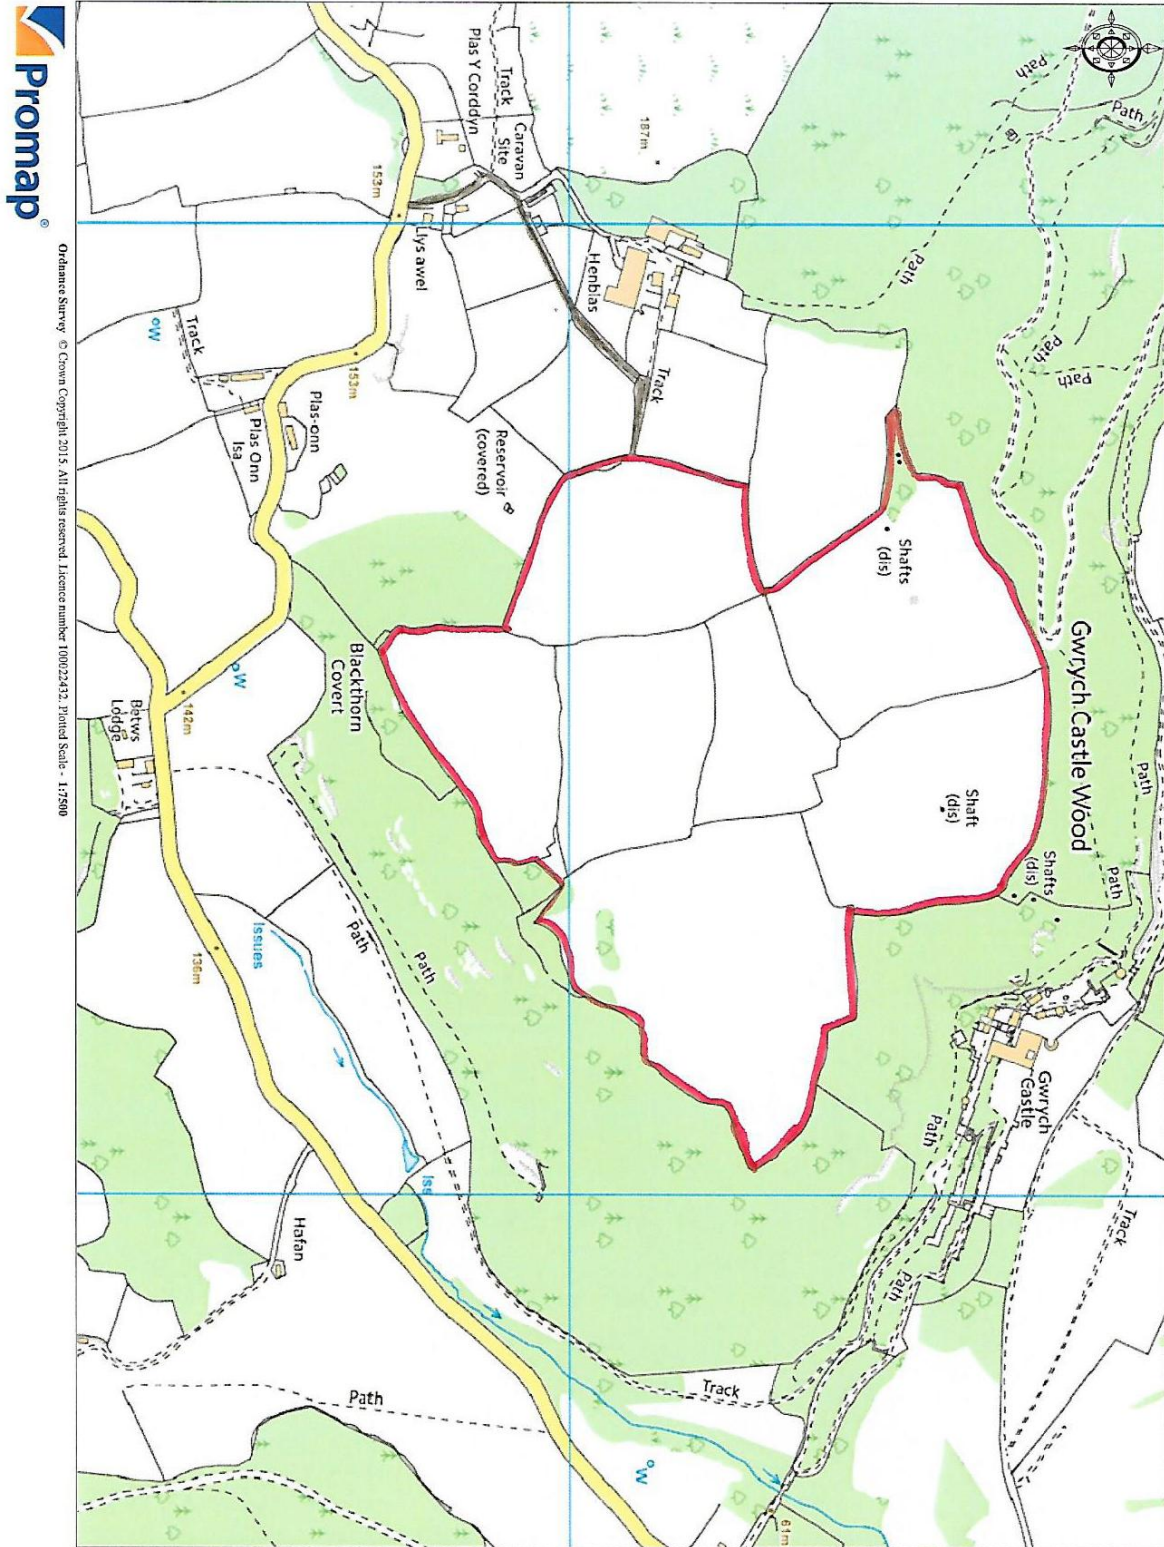 Path
Path
Path
Path
Path
Path
Path
187m
Track
Plas Y Corddyn
Caravan
Site
Henblas
Track
153m
Llys awel
153m
Track
W
Plas-onn
Plas Onn
Isa
Reservoir
(covered)
Shafts
(dis)
Gwrych Castle Wood
Shaft
(dis)
Shafts
(dis)
Path
Gwrych
Castle
Path
Path
Track
Blackthorn
Covert
W
142m
Betws
Lodge
136m
Issues
Path
Path
Iss
Hafan
Path
Track
W
61m
Promap®
Ordnance Survey © Crown Copyright 2015. All rights reserved. Licence number 100022432. Plotted Scale - 1:7500